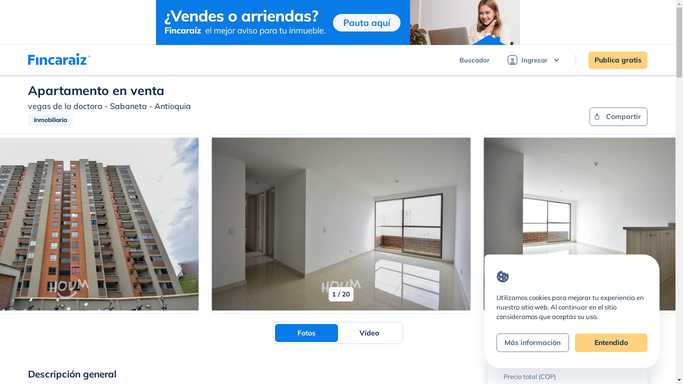 ¿Vendes o arriendas?
Fincaraíz el mejor aviso para tu inmueble.
Pauta aquí
Fincaraíz
Buscador
Ingresar
Publica gratis
Apartamento en venta
vegas de la doctora - Sabaneta - Antioquia
Inmobiliaria
Compartir
HOUM
HOUM
1 / 20
Fotos
Vídeo
Utilizamos cookies para mejorar tu experiencia en
nuestro sitio web. Al continuar en el sitio
consideramos que aceptas su uso.
Más información
Entendido
Descripción general
Precio total (COP)